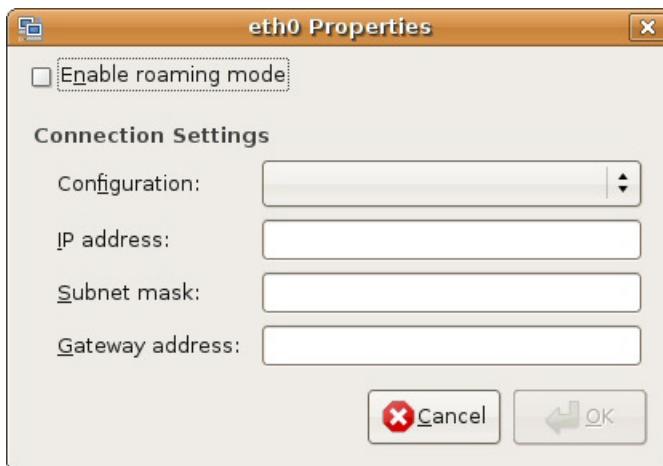 eth0 Properties
Enable roaming mode
Connection Settings
Configuration:
IP address:
Subnet mask:
Gateway address:
Cancel OK